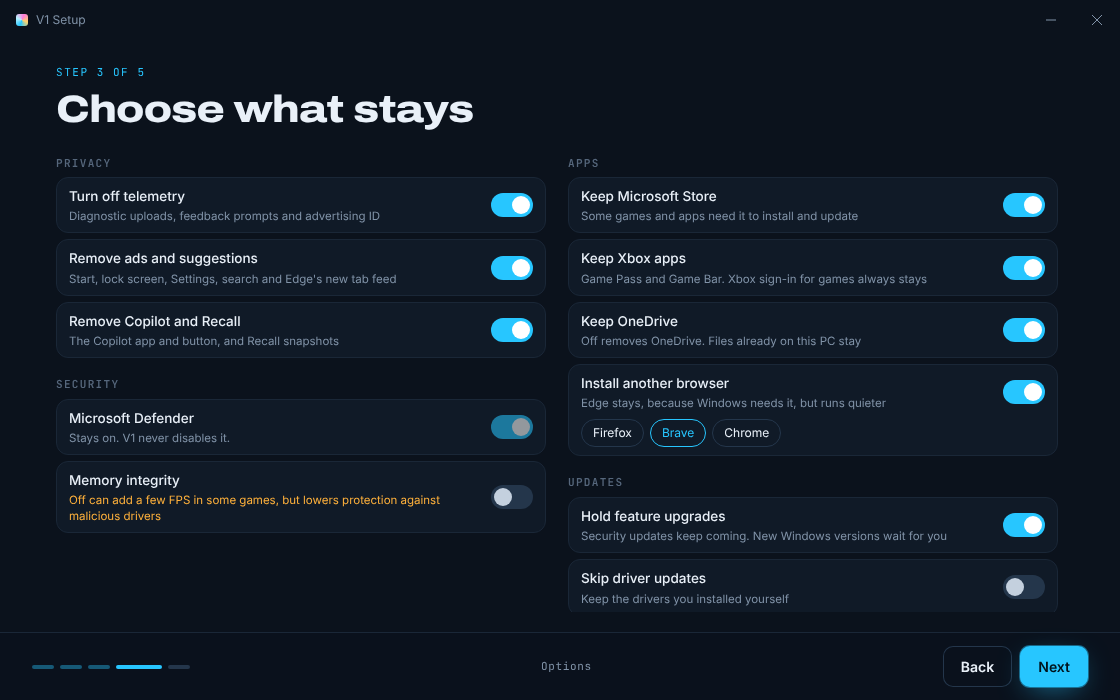 V1 Setup
STEP 3 OF 5
Choose what stays
PRIVACY
Turn off telemetry
Diagnostic uploads, feedback prompts and advertising ID
Remove ads and suggestions
Start, lock screen, Settings, search and Edge's new tab feed
Remove Copilot and Recall
The Copilot app and button, and Recall snapshots
SECURITY
Microsoft Defender
Stays on. V1 never disables it.
Memory integrity
Off can add a few FPS in some games, but lowers protection against
malicious drivers
APPS
Keep Microsoft Store
Some games and apps need it to install and update
Keep Xbox apps
Game Pass and Game Bar. Xbox sign-in for games always stays
Keep OneDrive
Off removes OneDrive. Files already on this PC stay
Install another browser
Edge stays, because Windows needs it, but runs quieter
Firefox Brave Chrome
UPDATES
Hold feature upgrades
Security updates keep coming. New Windows versions wait for you
Skip driver updates
Keep the drivers you installed yourself
Options
Back Next